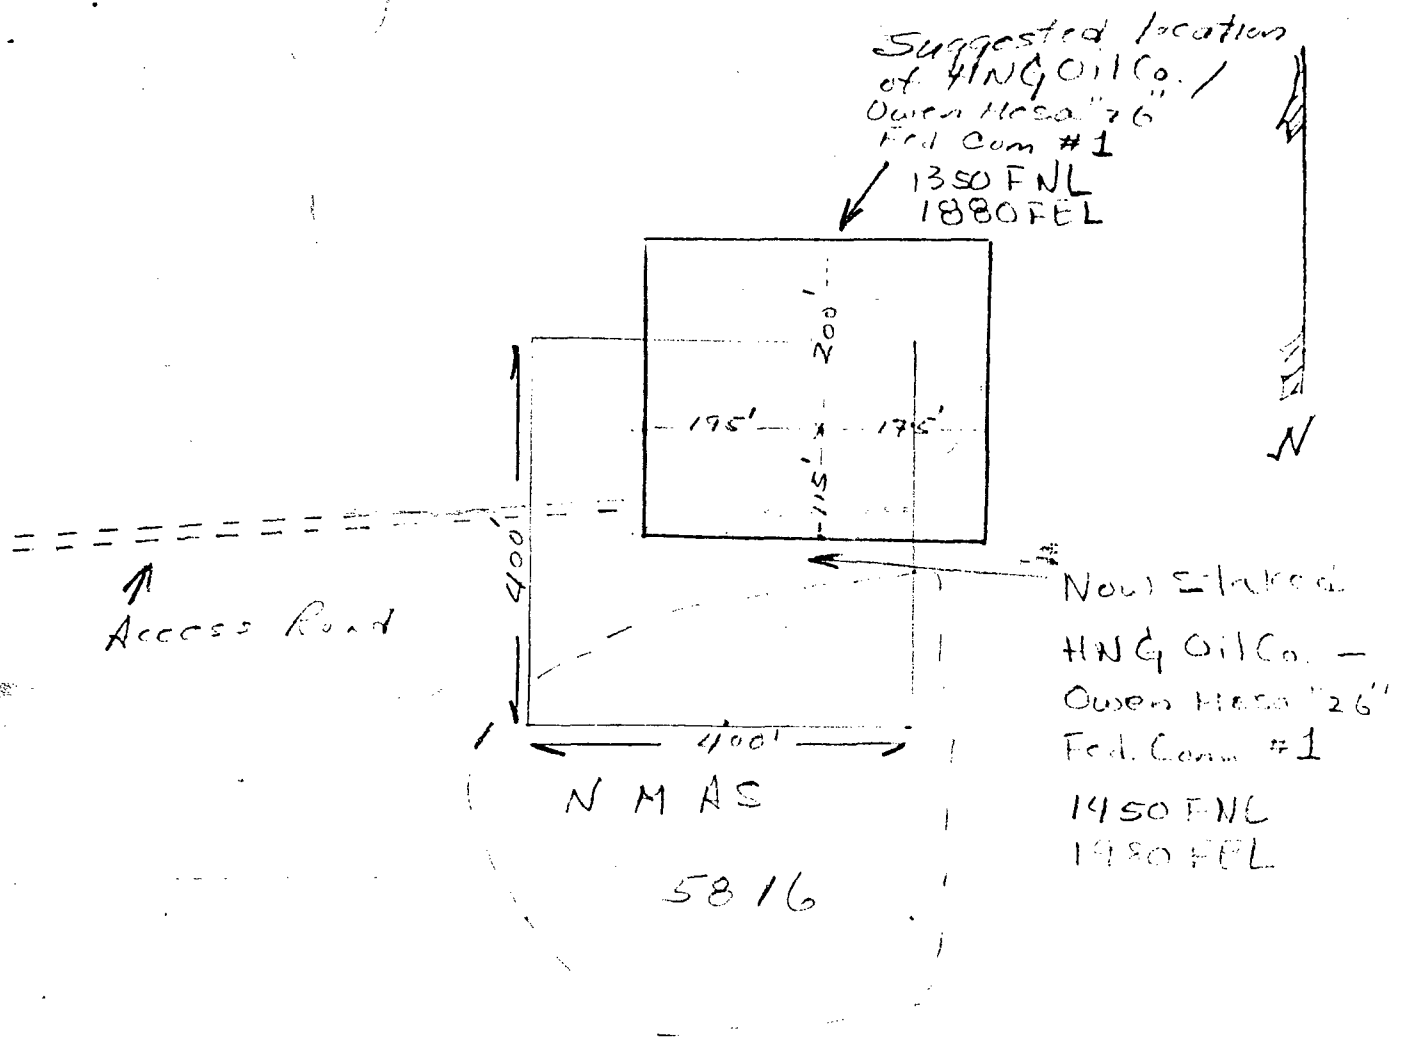 Suggested location
of HNG Oil Co.
Owen Mesa "26"
Fed Com #1
1350 FNL
1880 FEL
200'
195'
175'
115'
N
400'
Access Road
Now Staked
HNG Oil Co. –
Owen Mesa "26"
Fed. Com #1
1450 FNL
1980 FEL
400'
N M A S
5816